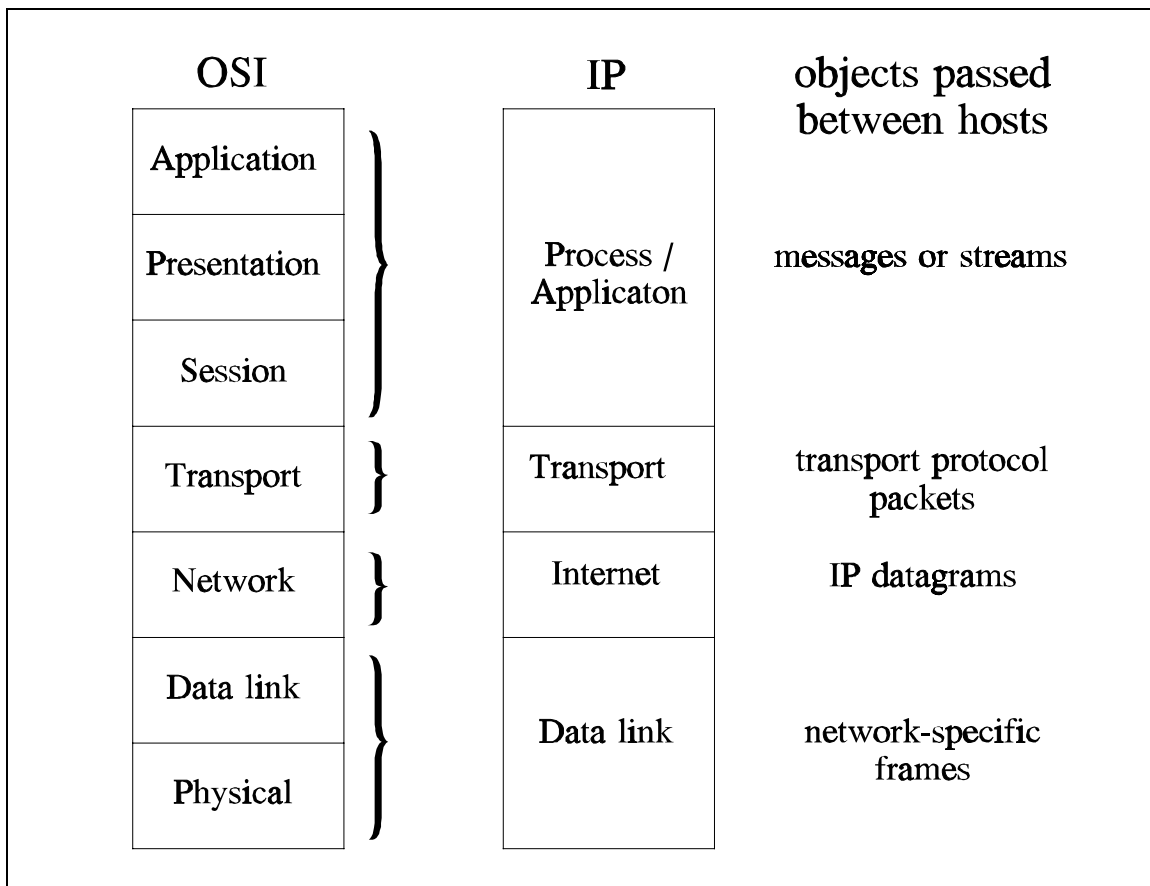 OSI
IP
objects passed
between hosts
Application
Presentation
Session
Transport
Network
Data link
Physical
Process /
Applicaton
Transport
Internet
Data link
messages or streams
transport protocol
packets
IP datagrams
network-specific
frames